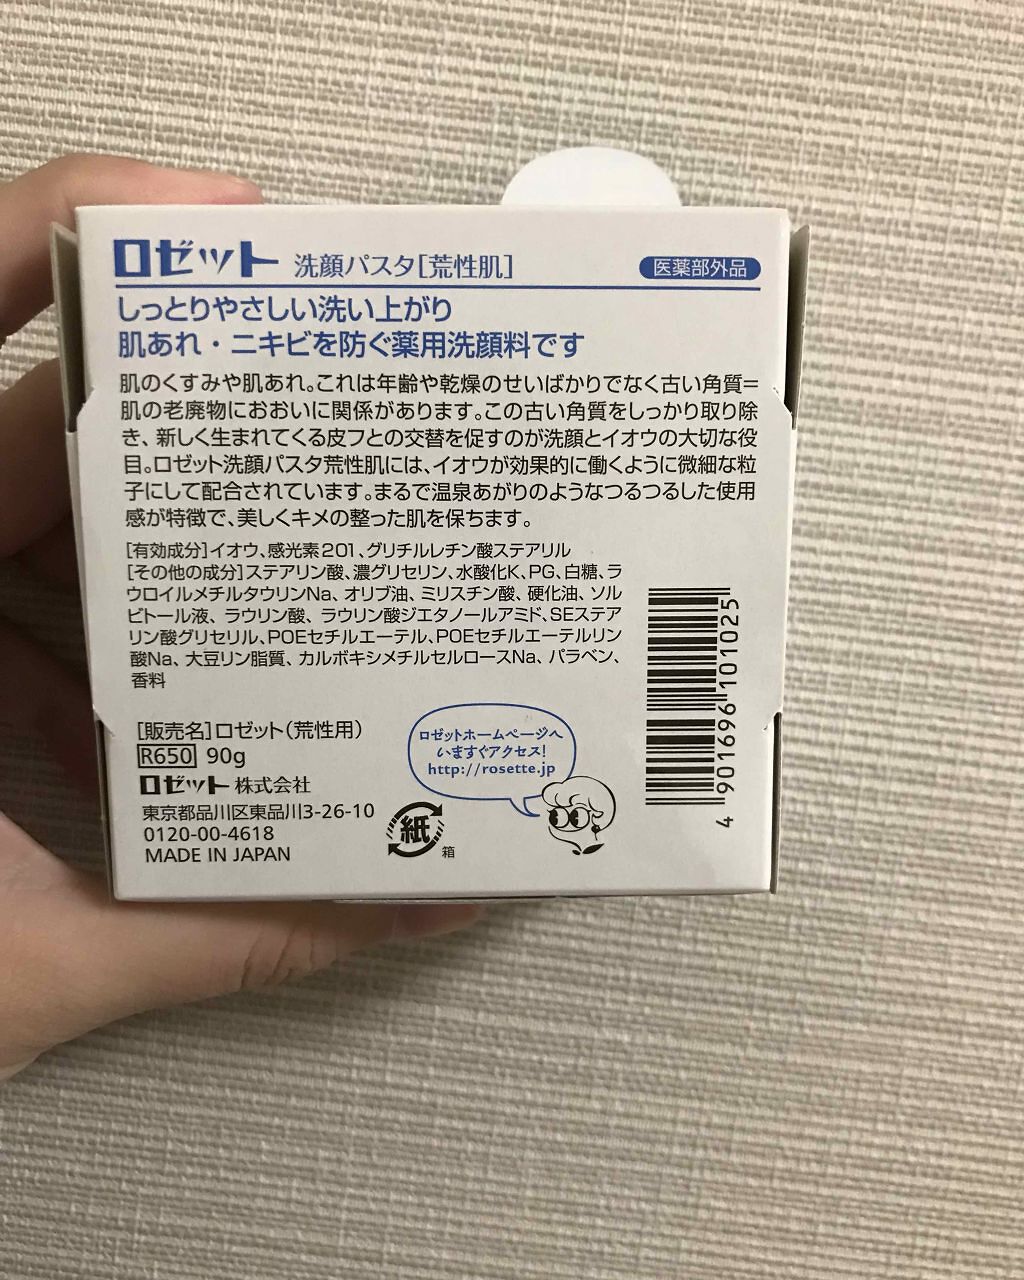 ロゼット 洗顔パスタ[荒性肌] 医薬部外品
しっとりやさしい洗い上がり
肌あれ・ニキビを防ぐ薬用洗顔料です
肌のくすみや肌あれ。これは年齢や乾燥のせいばかりでなく古い角質=
肌の老廃物におおいに関係があります。この古い角質をしっかり取り除
き、新しく生まれてくる皮フとの交替を促すのが洗顔とイオウの大切な役
目。ロゼット洗顔パスタ荒性肌には、イオウが効果的に働くように微細な粒
子にして配合されています。まるで温泉あがりのようなつるつるした使用
感が特徴で、美しくキメの整った肌を保ちます。
[有効成分]イオウ、感光素201、グリチルレチン酸ステアリル
[その他の成分]ステアリン酸、濃グリセリン、水酸化K、PG、白糖、ラ
ウロイルメチルタウリンNa、オリブ油、ミリスチン酸、硬化油、ソル
ビトール液、ラウリン酸、ラウリン酸ジエタノールアミド、SEステア
リン酸グリセリル、POEセチルエーテル、POEセチルエーテルリン
酸Na、大豆リン脂質、カルボキシメチルセルロースNa、パラベン、
香料
[販売名]ロゼット(荒性用)
R650 90g
ロゼット 株式会社
東京都品川区東品川3-26-10
0120-00-4618
MADE IN JAPAN
紙
箱
ロゼットホームページへ
いますぐアクセス!
http://rosette.jp
4 901696 101025